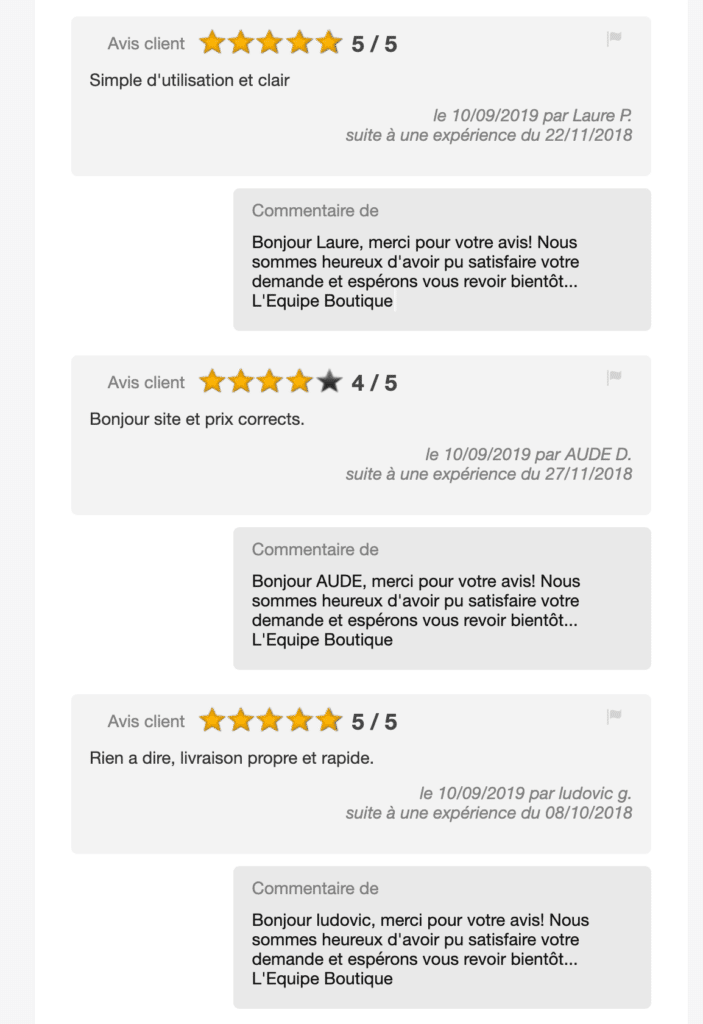 Avis client 5 / 5
Simple d'utilisation et clair
le 10/09/2019 par Laure P.
suite à une expérience du 22/11/2018
Commentaire de
Bonjour Laure, merci pour votre avis! Nous
sommes heureux d'avoir pu satisfaire votre
demande et espérons vous revoir bientôt...
L'Equipe Boutique
Avis client 4 / 5
Bonjour site et prix corrects.
le 10/09/2019 par AUDE D.
suite à une expérience du 27/11/2018
Commentaire de
Bonjour AUDE, merci pour votre avis! Nous
sommes heureux d'avoir pu satisfaire votre
demande et espérons vous revoir bientôt...
L'Equipe Boutique
Avis client 5 / 5
Rien a dire, livraison propre et rapide.
le 10/09/2019 par ludovic g.
suite à une expérience du 08/10/2018
Commentaire de
Bonjour ludovic, merci pour votre avis! Nous
sommes heureux d'avoir pu satisfaire votre
demande et espérons vous revoir bientôt...
L'Equipe Boutique